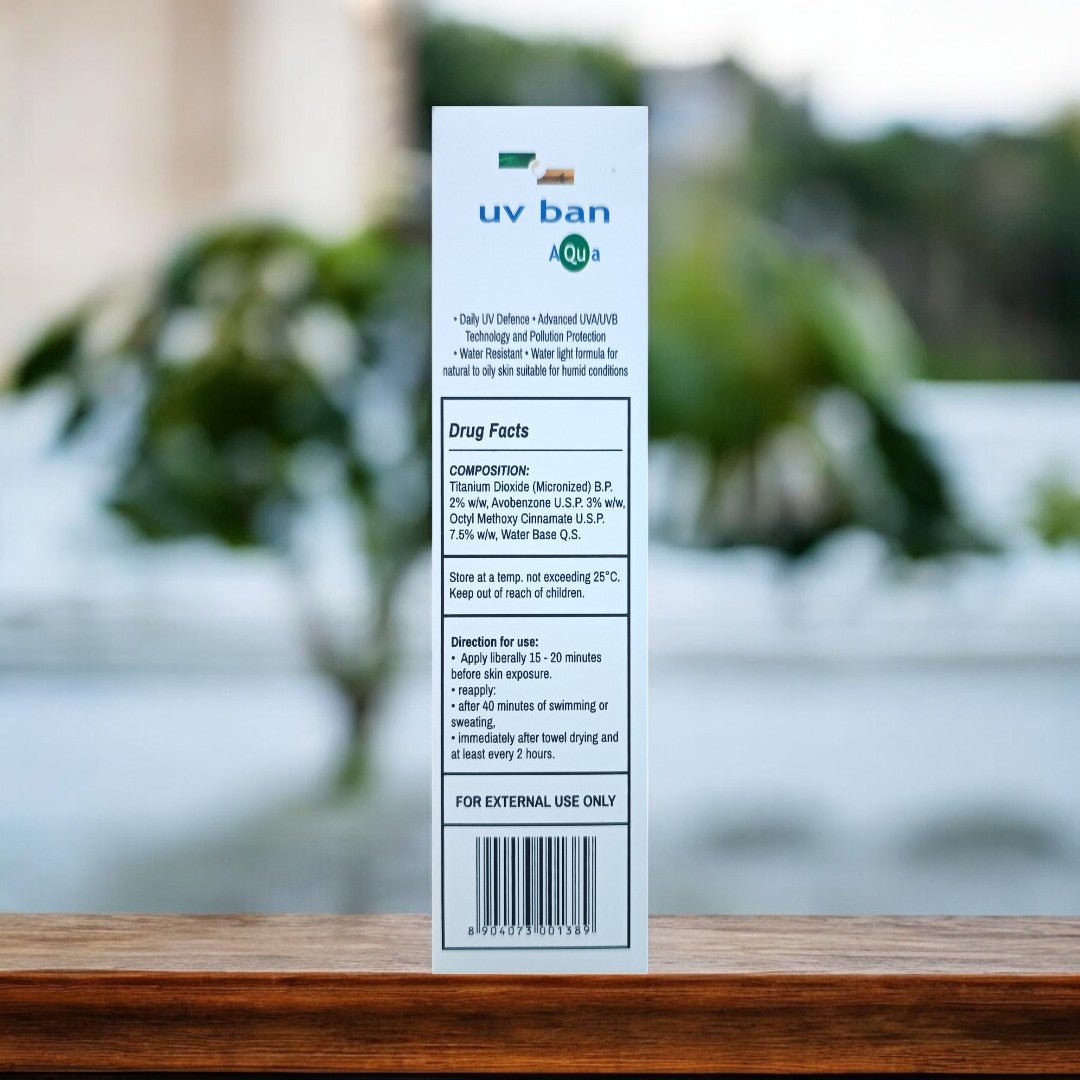 uv ban
AQua
• Daily UV Defence • Advanced UVA/UVB
Technology and Pollution Protection
• Water Resistant • Water light formula for
natural to oily skin suitable for humid conditions
Drug Facts
COMPOSITION:
Titanium Dioxide (Micronized) B.P.
2% w/w, Avobenzone U.S.P. 3% w/w,
Octyl Methoxy Cinnamate U.S.P.
7.5% w/w, Water Base Q.S.
Store at a temp. not exceeding 25°C.
Keep out of reach of children.
Direction for use:
• Apply liberally 15 - 20 minutes
before skin exposure.
• reapply:
• after 40 minutes of swimming or
sweating,
• immediately after towel drying and
at least every 2 hours.
FOR EXTERNAL USE ONLY
8 904073 001389